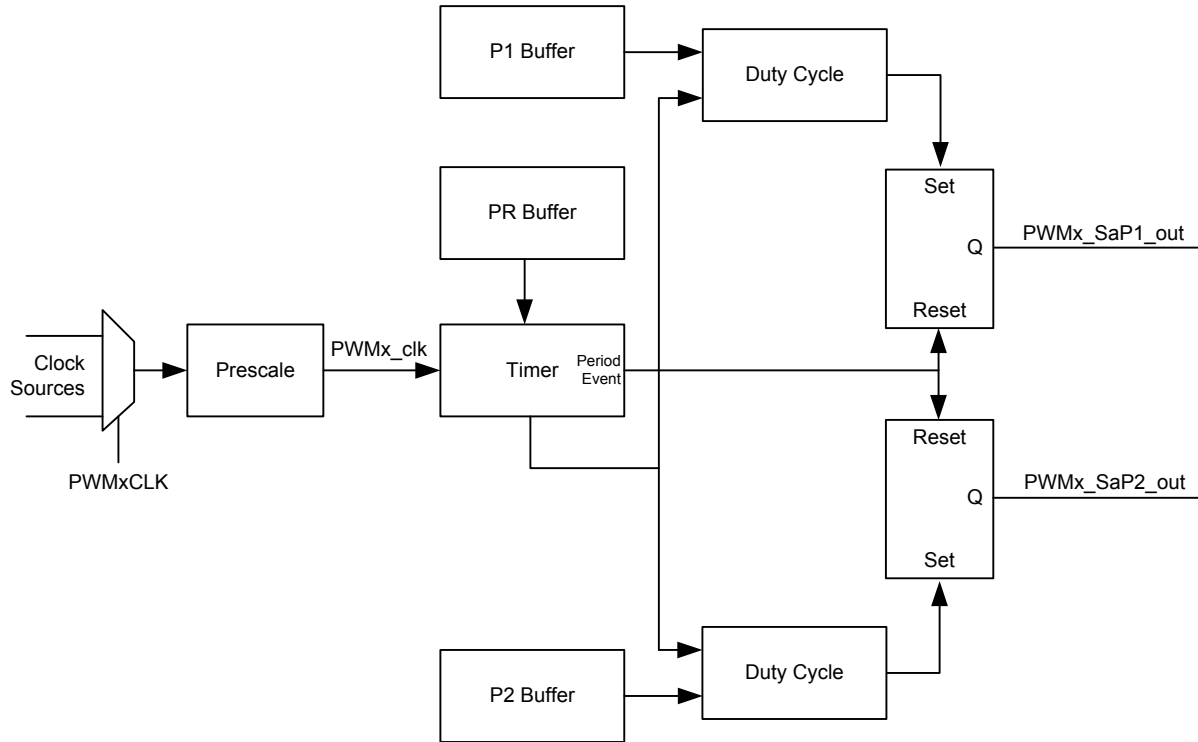 P1 Buffer
Duty Cycle
PR Buffer
Set
Q
PWMx_SaP1_out
Reset
Clock
Sources
PWMxCLK
Prescale
PWMx_clk
Timer
Period
Event
Reset
Q
PWMx_SaP2_out
Set
P2 Buffer
Duty Cycle